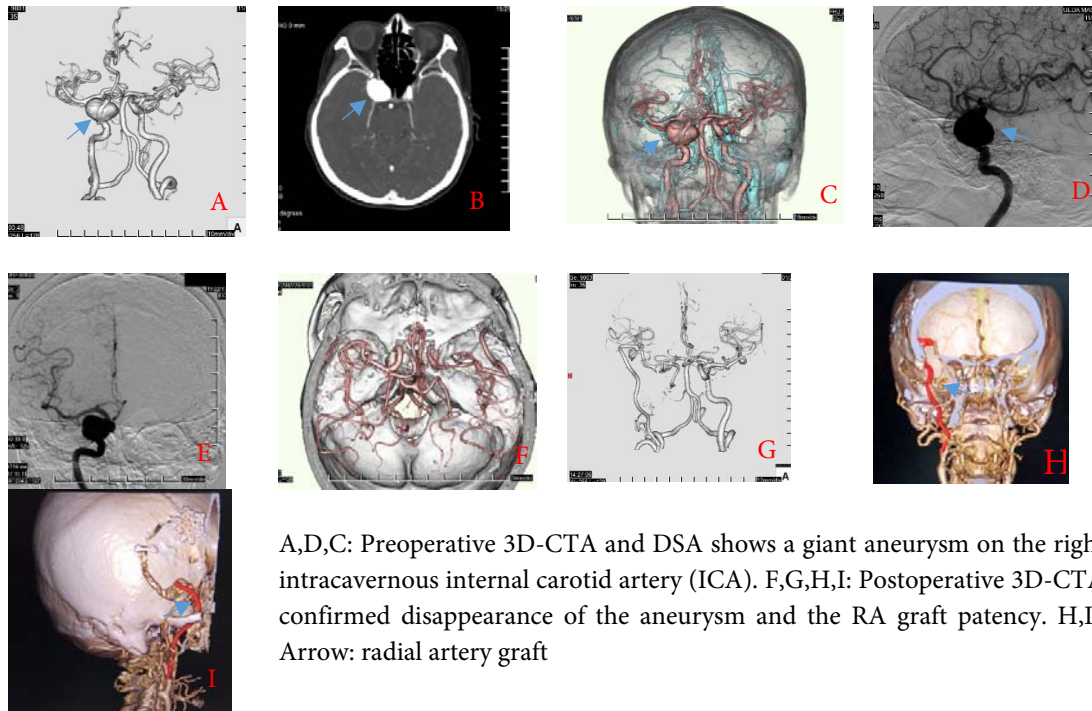 A
A
B
degrees
C
D
E
F
G
A
H
I
A,D,C: Preoperative 3D-CTA and DSA shows a giant aneurysm on the righ
intracavernous internal carotid artery (ICA). F,G,H,I: Postoperative 3D-CTA
confirmed disappearance of the aneurysm and the RA graft patency. H,I
Arrow: radial artery graft